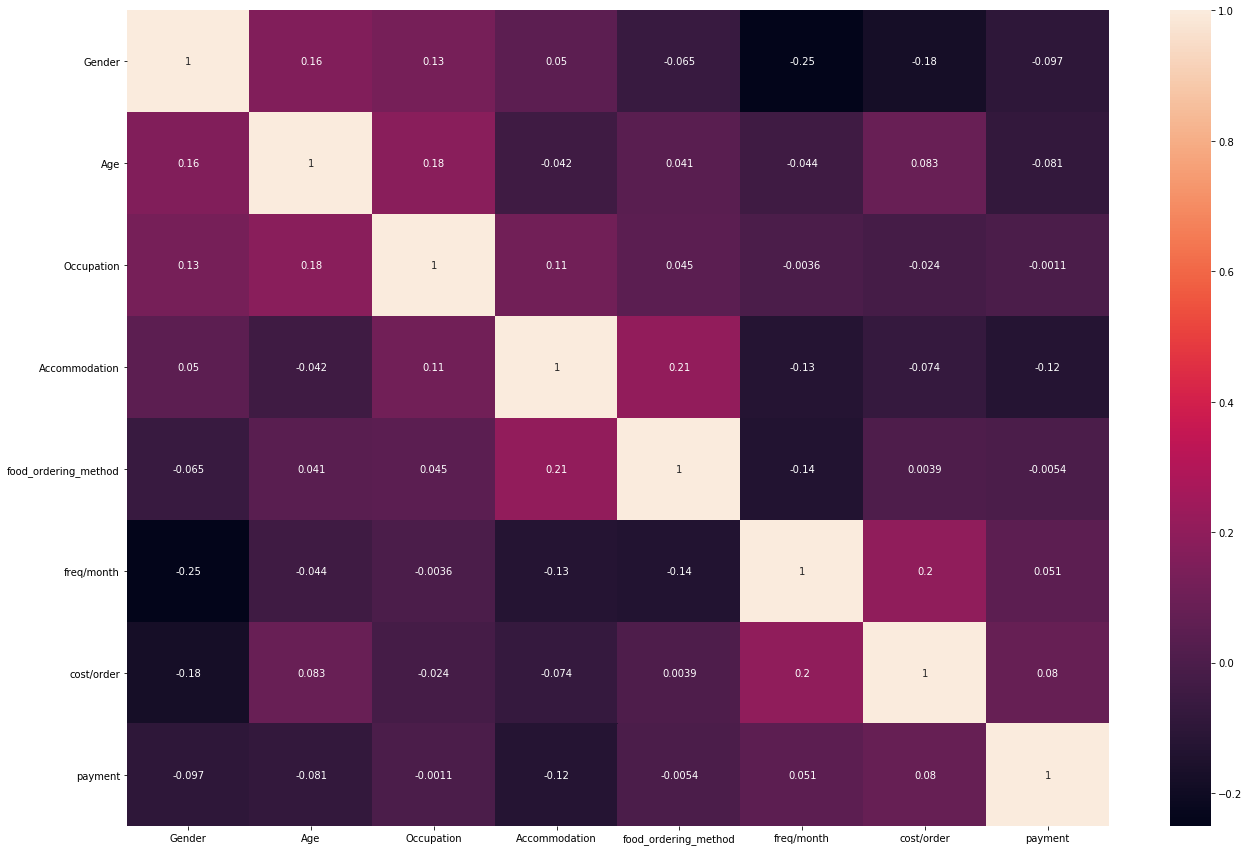 Gender 1 0.16 0.13 0.05 -0.065 -0.25 -0.18 -0.097
Age 0.16 1 0.18 -0.042 0.041 -0.044 0.083 -0.081
Occupation 0.13 0.18 1 0.11 0.045 -0.0036 -0.024 -0.0011
Accommodation 0.05 -0.042 0.11 1 0.21 -0.13 -0.074 -0.12
food_ordering_method -0.065 0.041 0.045 0.21 1 -0.14 0.0039 -0.0054
freq/month -0.25 -0.044 -0.0036 -0.13 -0.14 1 0.2 0.051
cost/order -0.18 0.083 -0.024 -0.074 0.0039 0.2 1 0.08
payment -0.097 -0.081 -0.0011 -0.12 -0.0054 0.051 0.08 1
Gender Age Occupation Accommodation food_ordering_method freq/month cost/order payment
1.0
0.8
0.6
0.4
0.2
0.0
−0.2